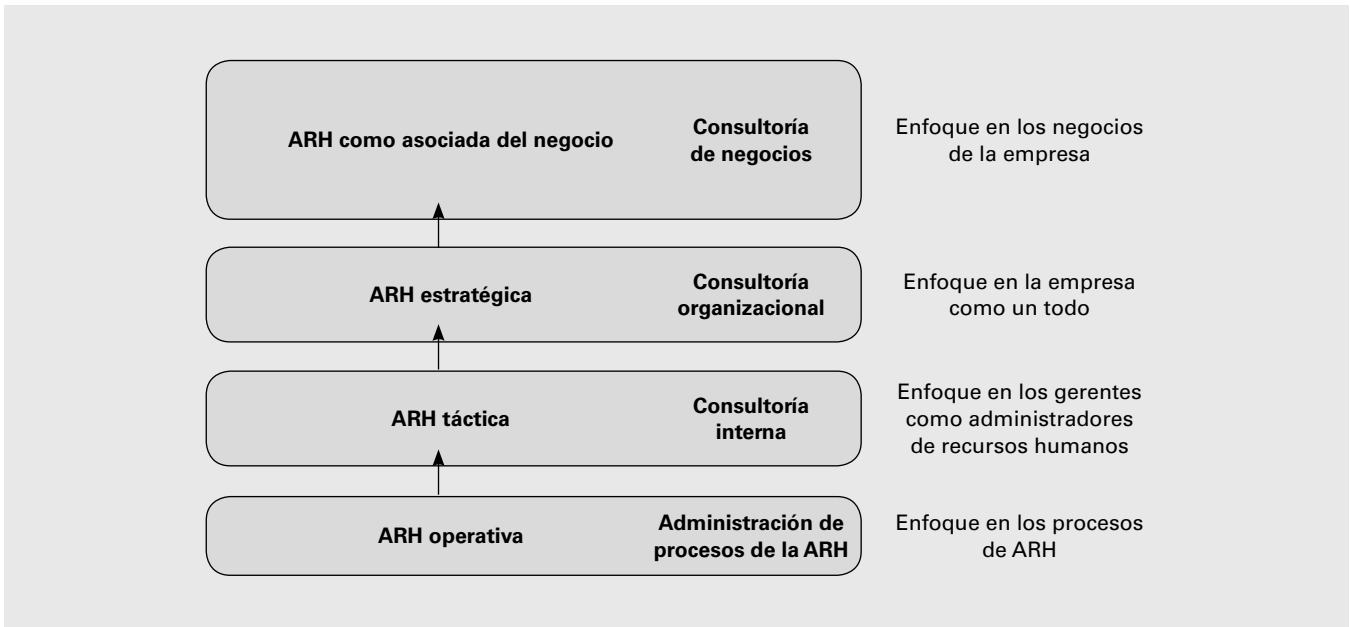 ARH como asociada del negocio
Consultoría
de negocios
Enfoque en los negocios
de la empresa
ARH estratégica
Consultoría
organizacional
Enfoque en la empresa
como un todo
ARH táctica
Consultoría
interna
Enfoque en los gerentes
como administradores
de recursos humanos
ARH operativa
Administración de
procesos de la ARH
Enfoque en los procesos
de ARH